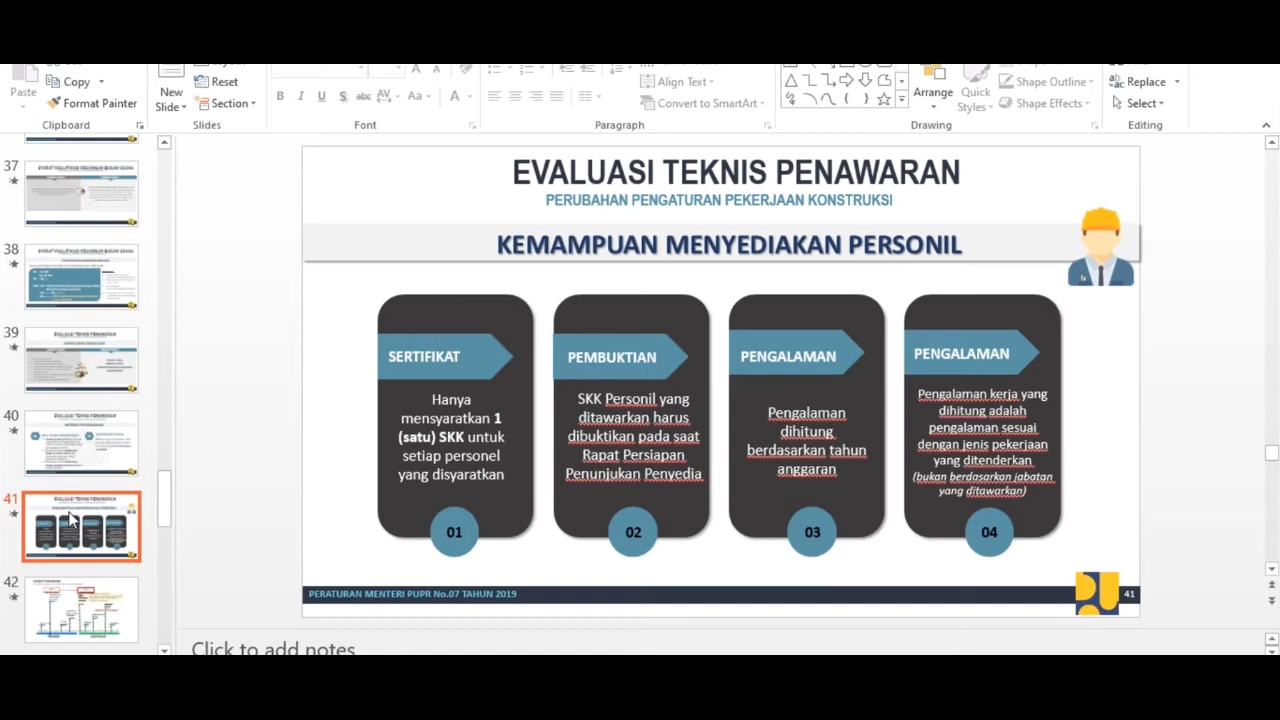 Paste
Copy
Format Painter
Clipboard
New
Slide
Reset
Section
Slides
B I U S abc AV Aa A
Font
Align Text
Convert to SmartArt
Paragraph
Arrange
Quick
Styles
Shape Outline
Shape Effects
Drawing
Replace
Select
Editing
37
38
39
40
41
42
EVALUASI TEKNIS PENAWARAN
PERUBAHAN PENGATURAN PEKERJAAN KONSTRUKSI
KEMAMPUAN MENYEDIAKAN PERSONIL
SERTIFIKAT
Hanya
mensyaratkan 1
(satu) SKK untuk
setiap personel
yang disyaratkan
01
PEMBUKTIAN
SKK Personil yang
ditawarkan harus
dibuktikan pada saat
Rapat Persiapan
Penunjukan Penyedia
02
PENGALAMAN
Pengalaman
dihitung
berdasarkan tahun
anggaran
03
PENGALAMAN
Pengalaman kerja yang
dihitung adalah
pengalaman sesuai
dengan jenis pekerjaan
yang ditenderkan
(bukan berdasarkan jabatan
yang ditawarkan)
04
PERATURAN MENTERI PUPR No.07 TAHUN 2019
41
Click to add notes